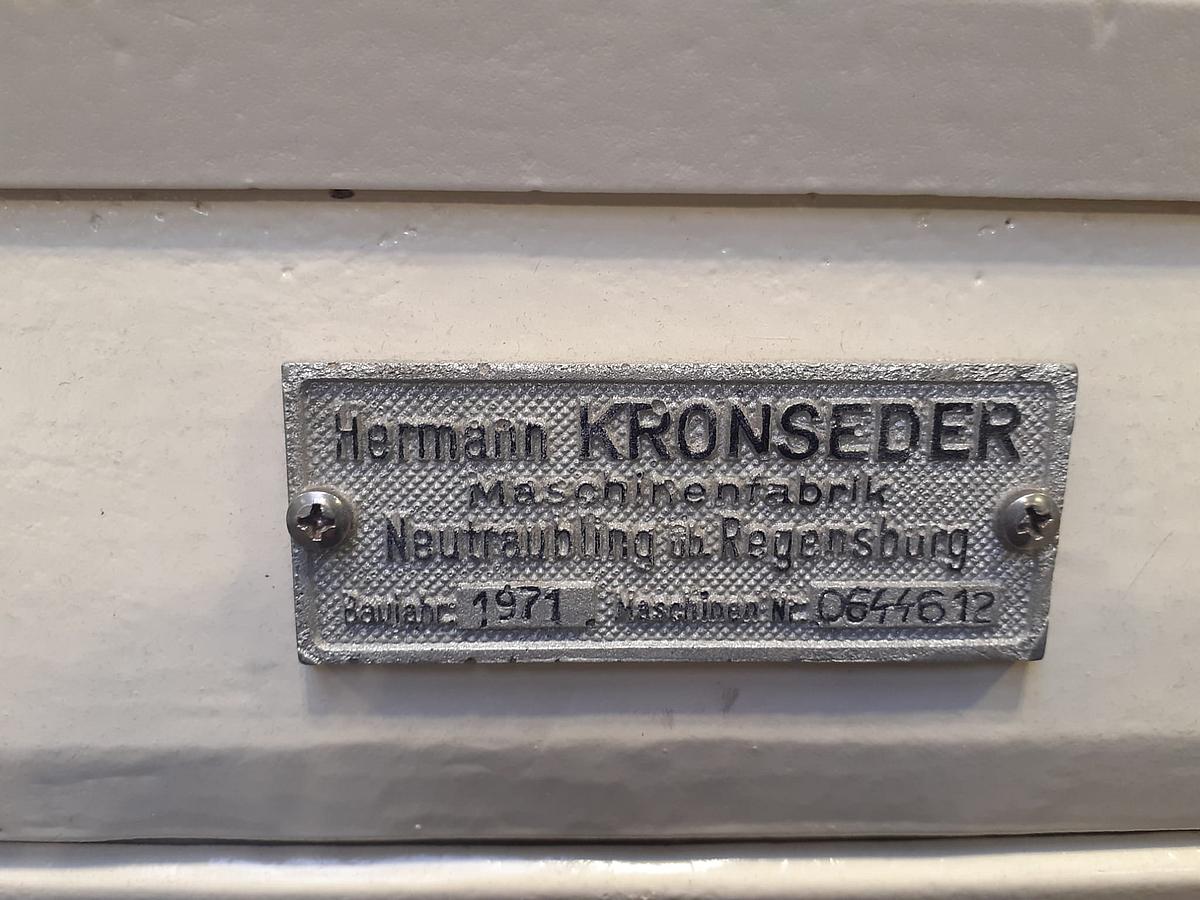 Hermann KRONSEDER
Maschinenfabrik
Neutraubling üb. Regensburg
Baujahr: 1971. Maschinen Nr: 0644612